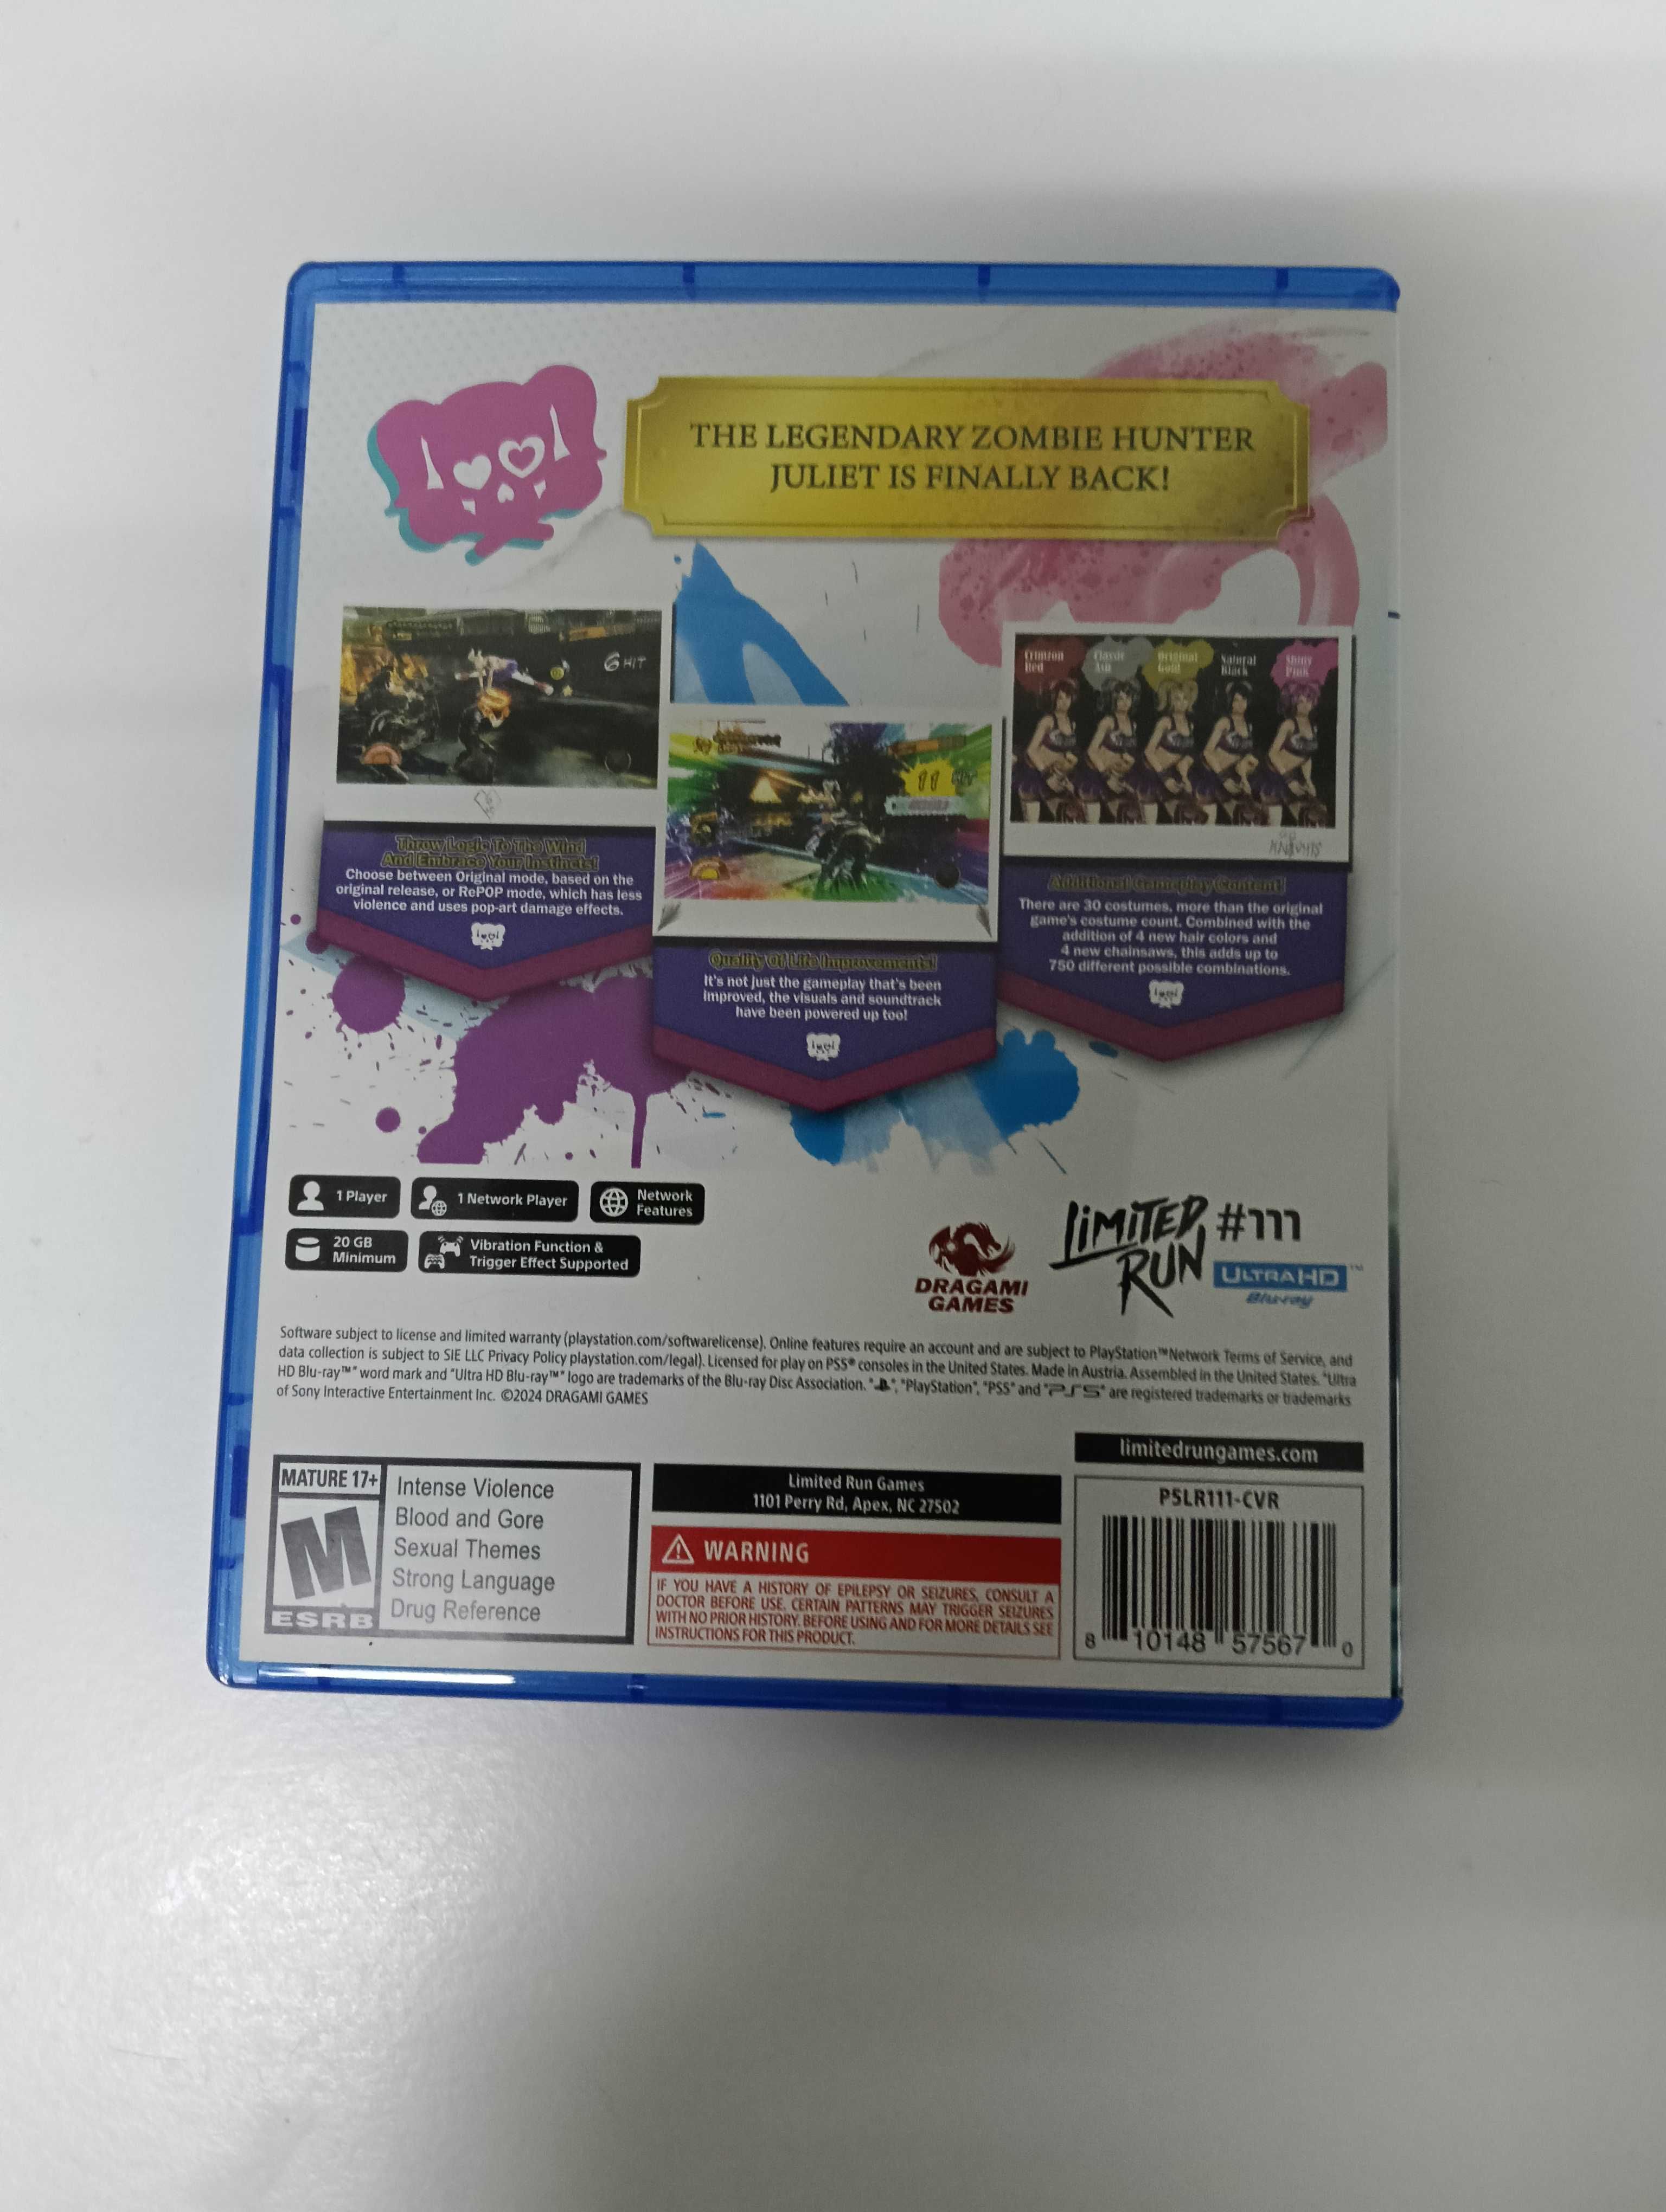 THE LEGENDARY ZOMBIE HUNTER
JULIET IS FINALLY BACK!
6 HIT
11
Crimson
Red
Classic
Ash
Original
Gold
Natural
Black
Shiny
Pink
Throw Logic To The Wind
And Embrace Your Instincts!
Choose between Original mode, based on the
original release, or RePOP mode, which has less
violence and uses pop-art damage effects.
Quality Of Life Improvements!
It's not just the gameplay that's been
improved, the visuals and soundtrack
have been powered up too!
Additional Gameplay Content!
There are 30 costumes, more than the original
game's costume count. Combined with the
addition of 4 new hair colors and
4 new chainsaws, this adds up to
750 different possible combinations.
1 Player
1 Network Player
Network
Features
20 GB
Minimum
Vibration Function &
Trigger Effect Supported
DRAGAMI
GAMES
LIMITED
RUN
#111
ULTRA HD™
Blu-ray
Software subject to license and limited warranty (playstation.com/softwarelicense). Online features require an account and are subject to PlayStation™Network Terms of Service, and
data collection is subject to SIE LLC Privacy Policy playstation.com/legal). Licensed for play on PS5® consoles in the United States. Made in Austria. Assembled in the United States. "Ultra
HD Blu-ray™" word mark and "Ultra HD Blu-ray™" logo are trademarks of the Blu-ray Disc Association. " ", "PlayStation", "PS5" and "PS5" are registered trademarks or trademarks
of Sony Interactive Entertainment Inc. ©2024 DRAGAMI GAMES
MATURE 17+
M
ESRB
Intense Violence
Blood and Gore
Sexual Themes
Strong Language
Drug Reference
Limited Run Games
1101 Perry Rd, Apex, NC 27502
WARNING
IF YOU HAVE A HISTORY OF EPILEPSY OR SEIZURES, CONSULT A
DOCTOR BEFORE USE. CERTAIN PATTERNS MAY TRIGGER SEIZURES
WITH NO PRIOR HISTORY. BEFORE USING AND FOR MORE DETAILS SEE
INSTRUCTIONS FOR THIS PRODUCT.
limitedrungames.com
P5LR111-CVR
8 10148 57567 0